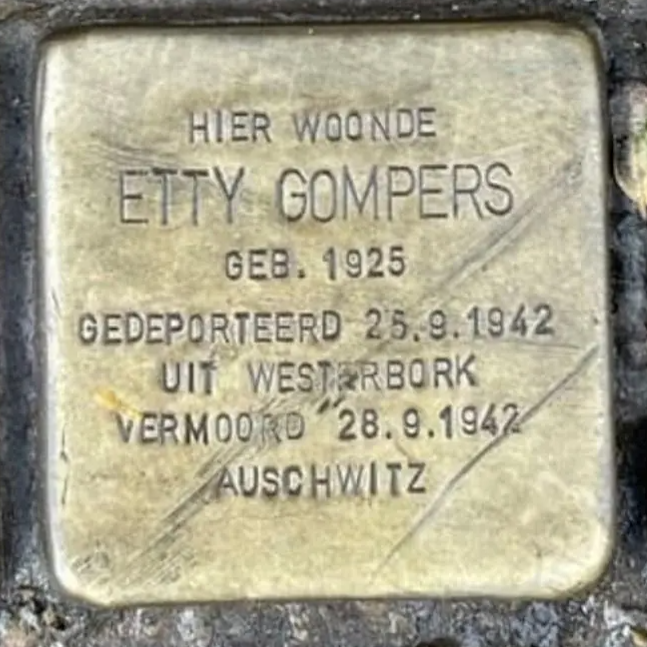 HIER WOONDE
ETTY GOMPERS
GEB. 1925
GEDEPORTEERD 25.9.1942
UIT WESTERBORK
VERMOORD 28.9.1942
AUSCHWITZ